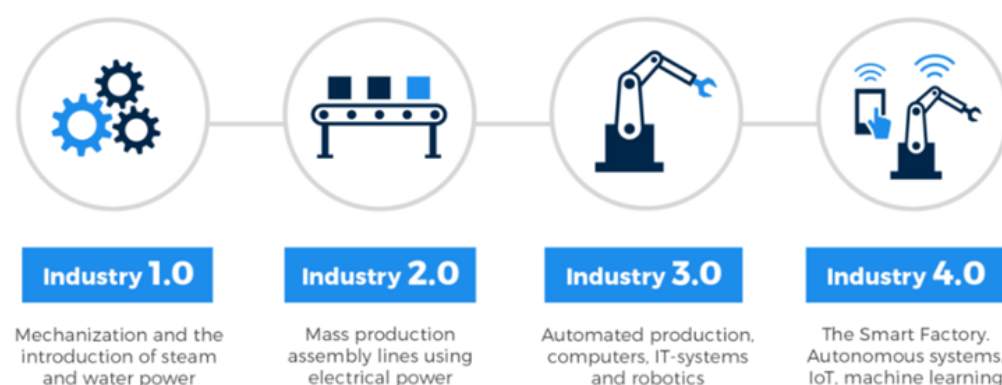 Industry 1.0
Mechanization and the
introduction of steam
and water power
Industry 2.0
Mass production
assembly lines using
electrical power
Industry 3.0
Automated production,
computers, IT-systems
and robotics
Industry 4.0
The Smart Factory.
Autonomous systems,
IoT, machine learning